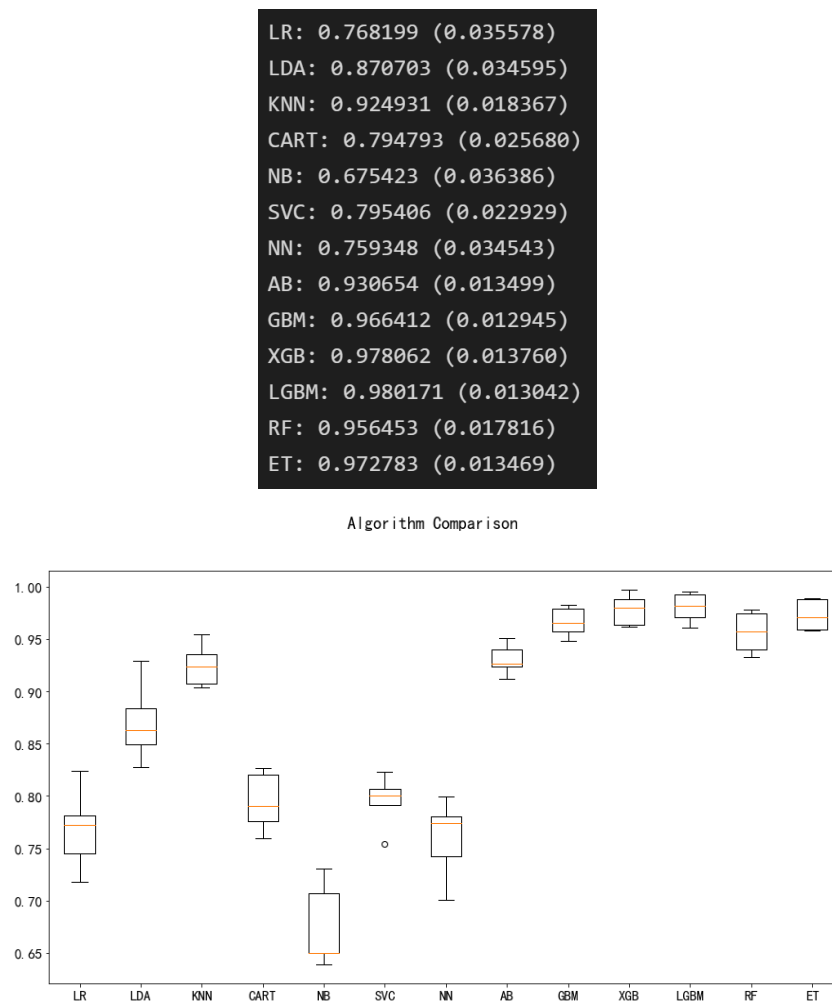 LR: 0.768199 (0.035578)
LDA: 0.870703 (0.034595)
KNN: 0.924931 (0.018367)
CART: 0.794793 (0.025680)
NB: 0.675423 (0.036386)
SVC: 0.795406 (0.022929)
NN: 0.759348 (0.034543)
AB: 0.930654 (0.013499)
GBM: 0.966412 (0.012945)
XGB: 0.978062 (0.013760)
LGBM: 0.980171 (0.013042)
RF: 0.956453 (0.017816)
ET: 0.972783 (0.013469)
Algorithm Comparison
1.00
0.95
0.90
0.85
0.80
0.75
0.70
0.65
LR LDA KNN CART NB SVC NN AB GBM XGB LGBM RF ET